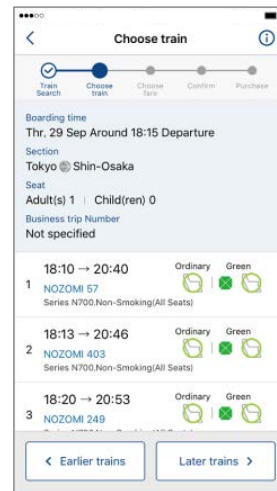 Choose train
Train Search
Choose train
Choose fare
Confirm
Purchase
Boarding time
Thr, 29 Sep Around 18:15 Departure
Section
Tokyo Shin-Osaka
Seat
Adult(s) 1 | Child(ren) 0
Business trip Number
Not specified
18:10 → 20:40 Ordinary Green
1 NOZOMI 57
Series N700.Non-Smoking(All Seats)
18:13 → 20:46 Ordinary Green
2 NOZOMI 403
Series N700.Non-Smoking(All Seats)
18:20 → 20:53 Ordinary Green
3 NOZOMI 249
Earlier trains
Later trains